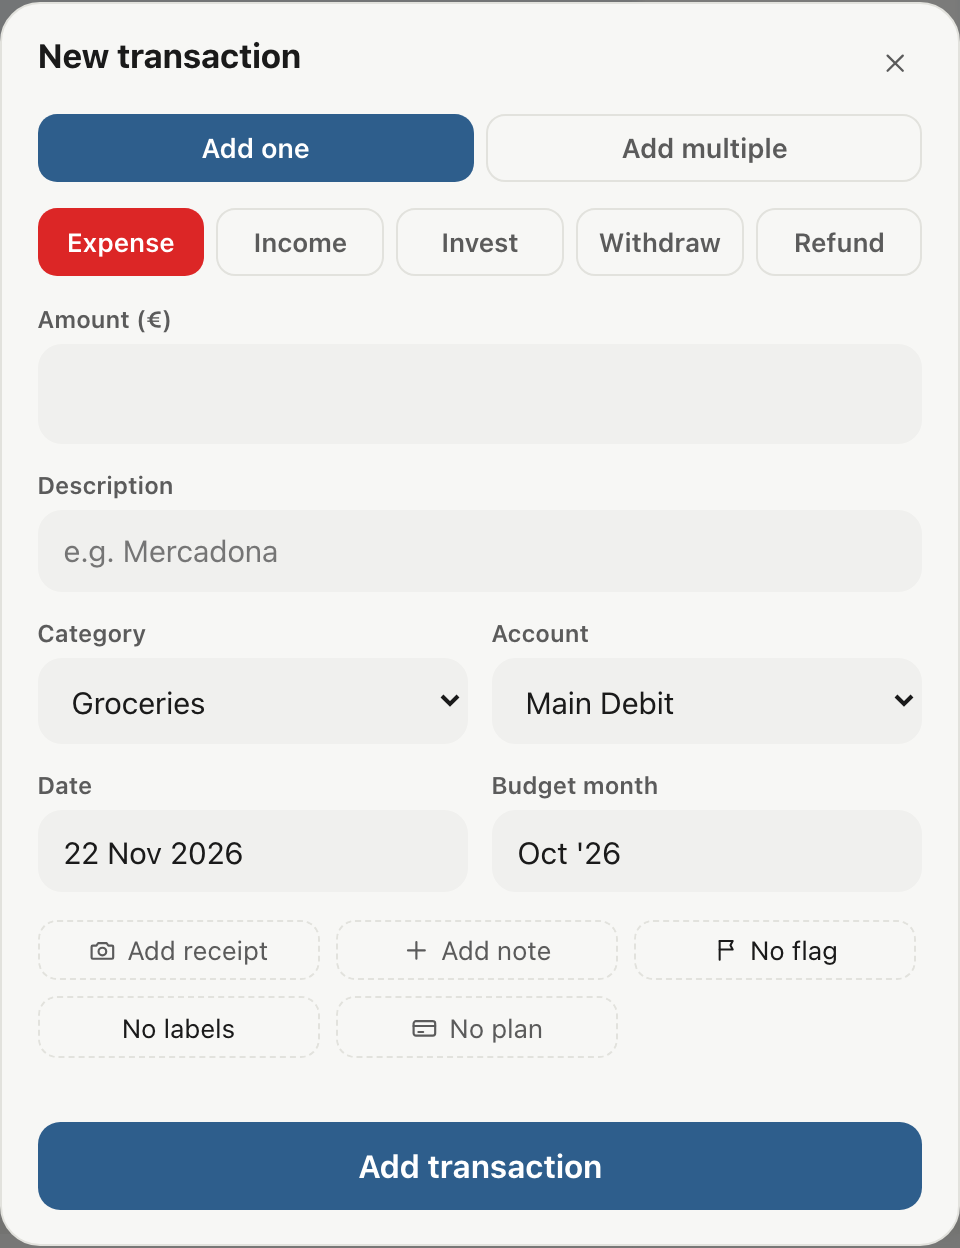 New transaction
Add one
Add multiple
Expense
Income
Invest
Withdraw
Refund
Amount (€)
Description
e.g. Mercadona
Category
Account
Groceries
Main Debit
Date
Budget month
22 Nov 2026
Oct '26
Add receipt
Add note
No flag
No labels
No plan
Add transaction